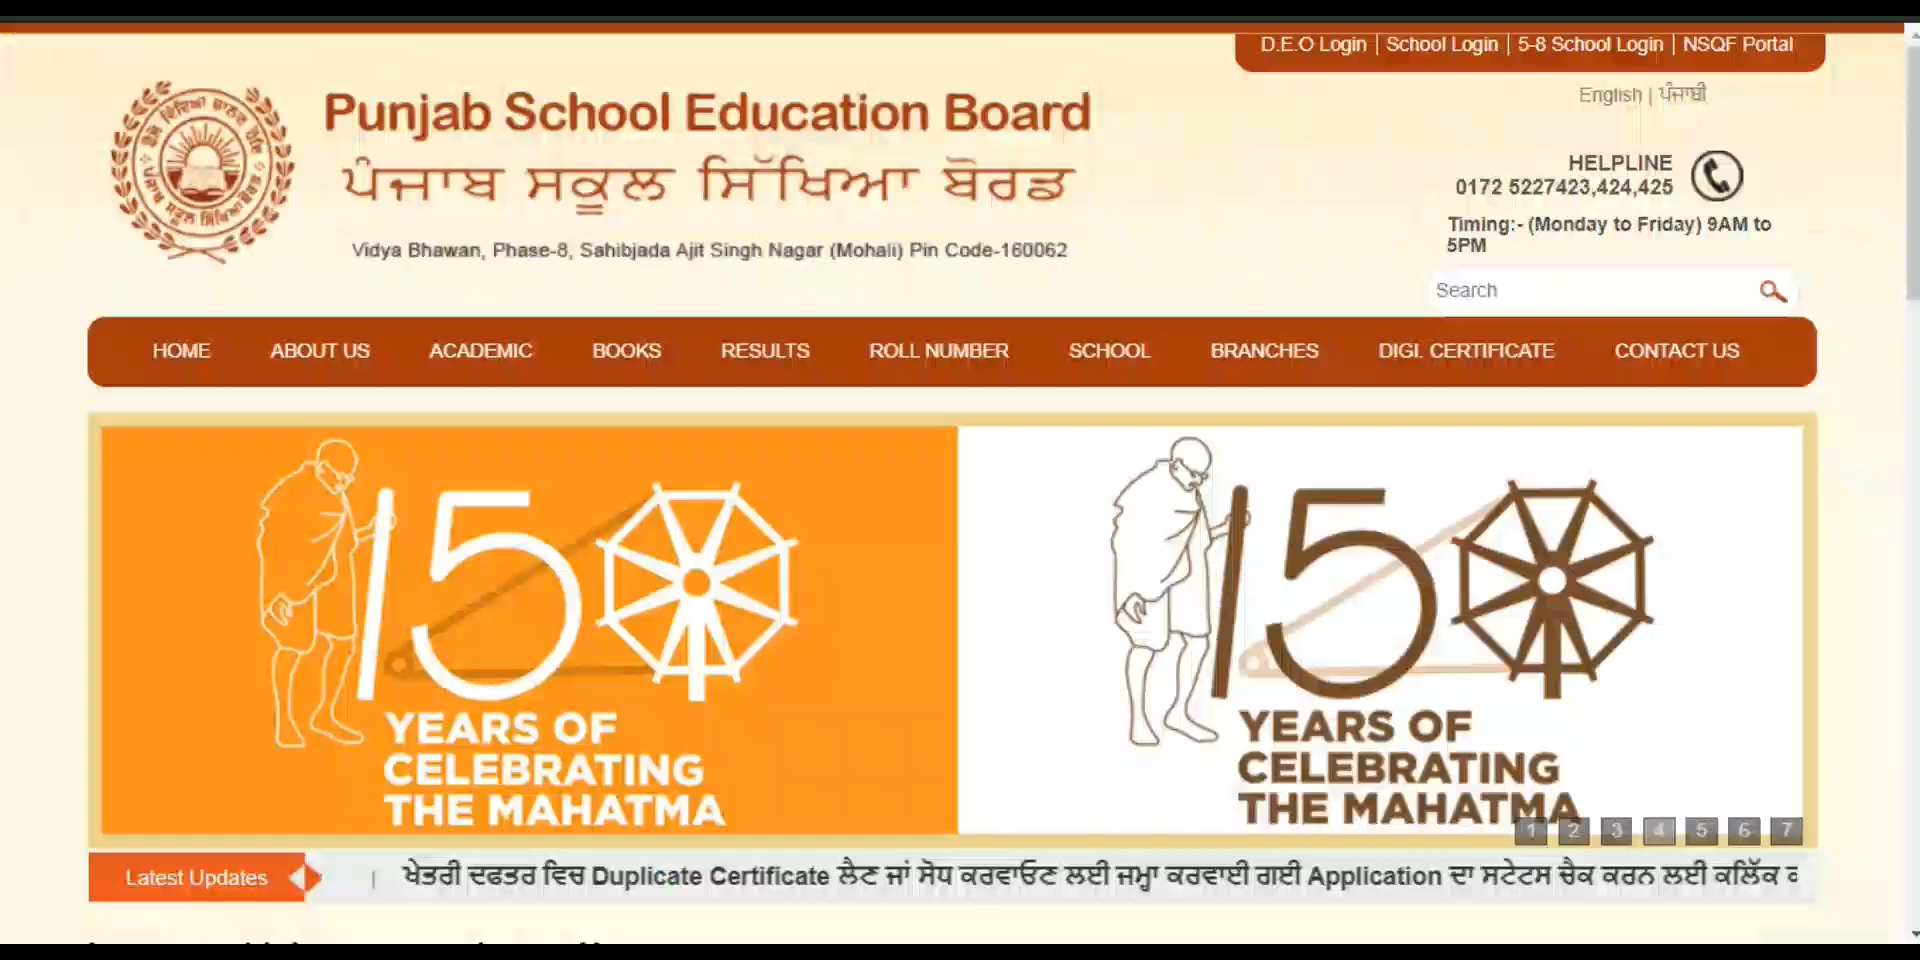 D.E.O Login | School Login | 5-8 School Login | NSQF Portal
English | ਪੰਜਾਬੀ
Punjab School Education Board
ਪੰਜਾਬ ਸਕੂਲ ਸਿੱਖਿਆ ਬੋਰਡ
Vidya Bhawan, Phase-8, Sahibjada Ajit Singh Nagar (Mohali) Pin Code-160062
HELPLINE
0172 5227423,424,425
Timing:- (Monday to Friday) 9AM to
5PM
Search
HOME ABOUT US ACADEMIC BOOKS RESULTS ROLL NUMBER SCHOOL BRANCHES DIGI. CERTIFICATE CONTACT US
150
YEARS OF
CELEBRATING
THE MAHATMA
150
YEARS OF
CELEBRATING
THE MAHATMA
1 2 3 4 5 6 7
Latest Updates | ਖੇਤਰੀ ਦਫਤਰ ਵਿਚ Duplicate Certificate ਲੈਣ ਜਾਂ ਸੋਧ ਕਰਵਾਓਣ ਲਈ ਜਮ੍ਹਾ ਕਰਵਾਈ ਗਈ Application ਦਾ ਸਟੇਟਸ ਚੈਕ ਕਰਨ ਲਈ ਕਲਿੱਕ